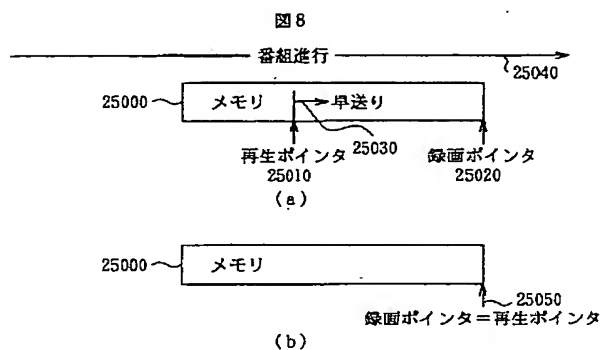 図8
番組進行
25040
25000 メモリ 早送り
25030
再生ポインタ 録画ポインタ
25010 25020
(a)
25000 メモリ
25050
録画ポインタ=再生ポインタ
(b)